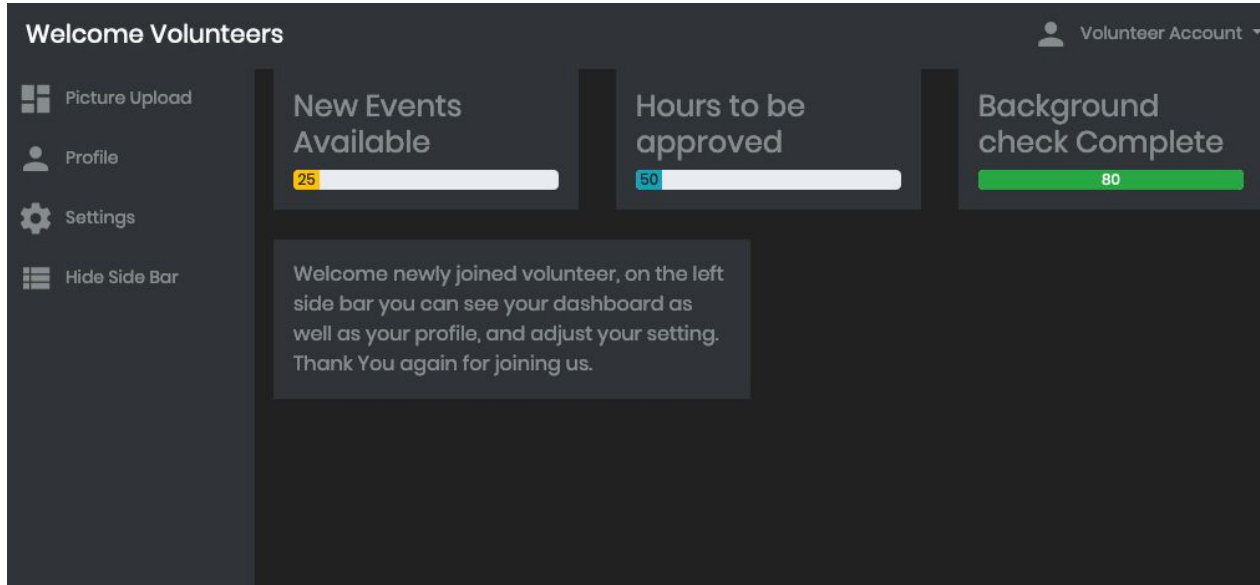 Welcome Volunteers
Volunteer Account
Picture Upload
Profile
Settings
Hide Side Bar
New Events
Available
25
Hours to be
approved
50
Background
check Complete
80
Welcome newly joined volunteer, on the left
side bar you can see your dashboard as
well as your profile, and adjust your setting.
Thank You again for joining us.